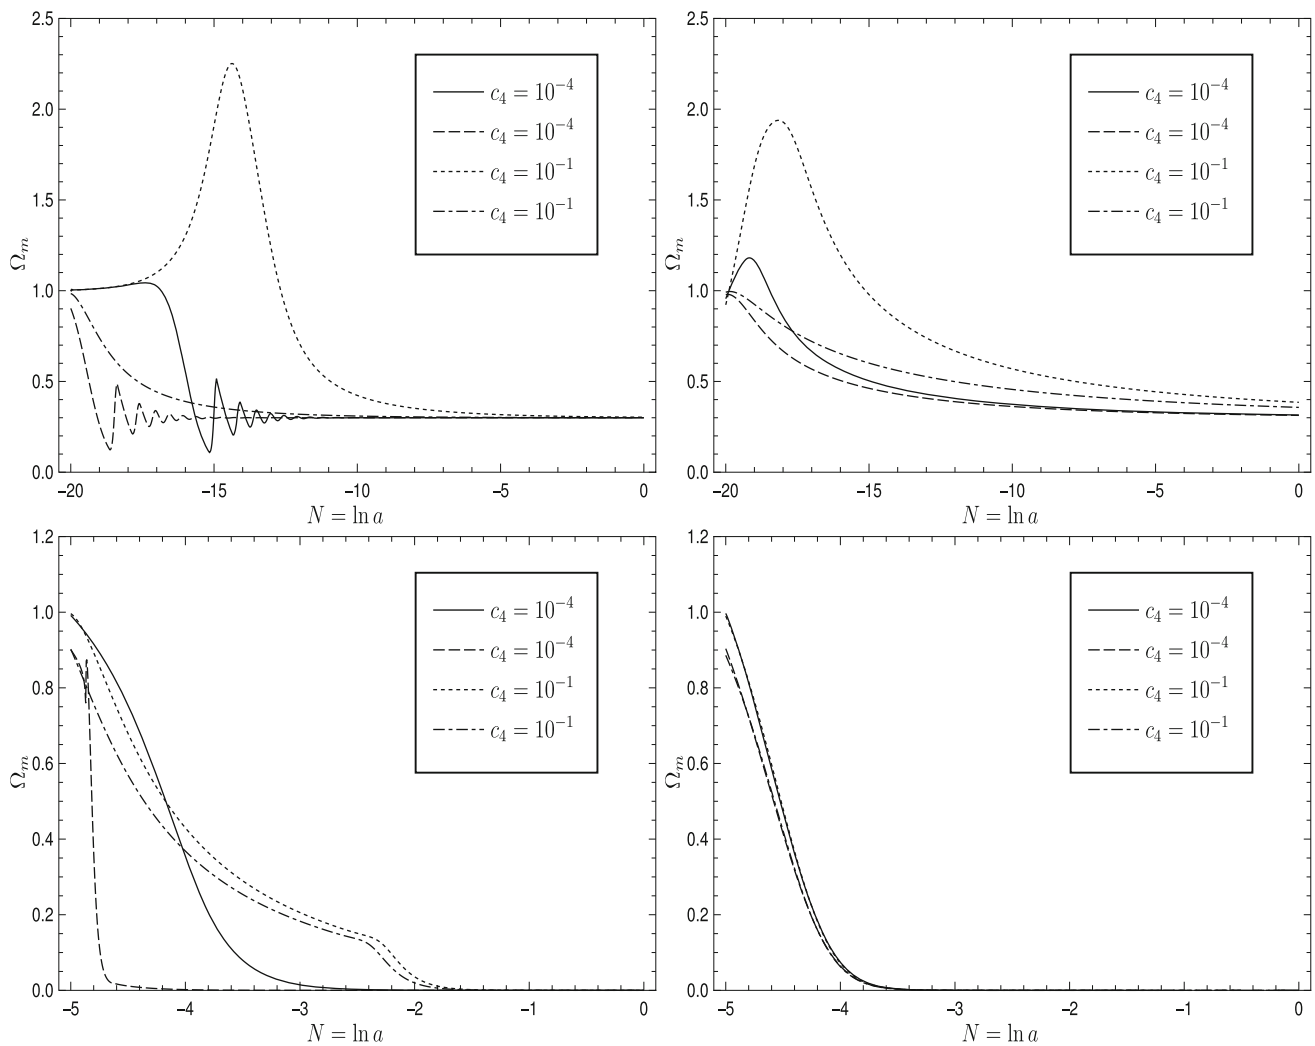 2.5
2.0
1.5
1.0
0.5
0.0
Ωₘ
c₄ = 10⁻⁴
c₄ = 10⁻⁴
c₄ = 10⁻¹
c₄ = 10⁻¹
−20 −15 −10 −5 0
N = ln a
2.5
2.0
1.5
1.0
0.5
0.0
Ωₘ
c₄ = 10⁻⁴
c₄ = 10⁻⁴
c₄ = 10⁻¹
c₄ = 10⁻¹
−20 −15 −10 −5 0
N = ln a
1.2
1.0
0.8
0.6
0.4
0.2
0.0
Ωₘ
c₄ = 10⁻⁴
c₄ = 10⁻⁴
c₄ = 10⁻¹
c₄ = 10⁻¹
−5 −4 −3 −2 −1 0
N = ln a
1.2
1.0
0.8
0.6
0.4
0.2
0.0
Ωₘ
c₄ = 10⁻⁴
c₄ = 10⁻⁴
c₄ = 10⁻¹
c₄ = 10⁻¹
−5 −4 −3 −2 −1 0
N = ln a